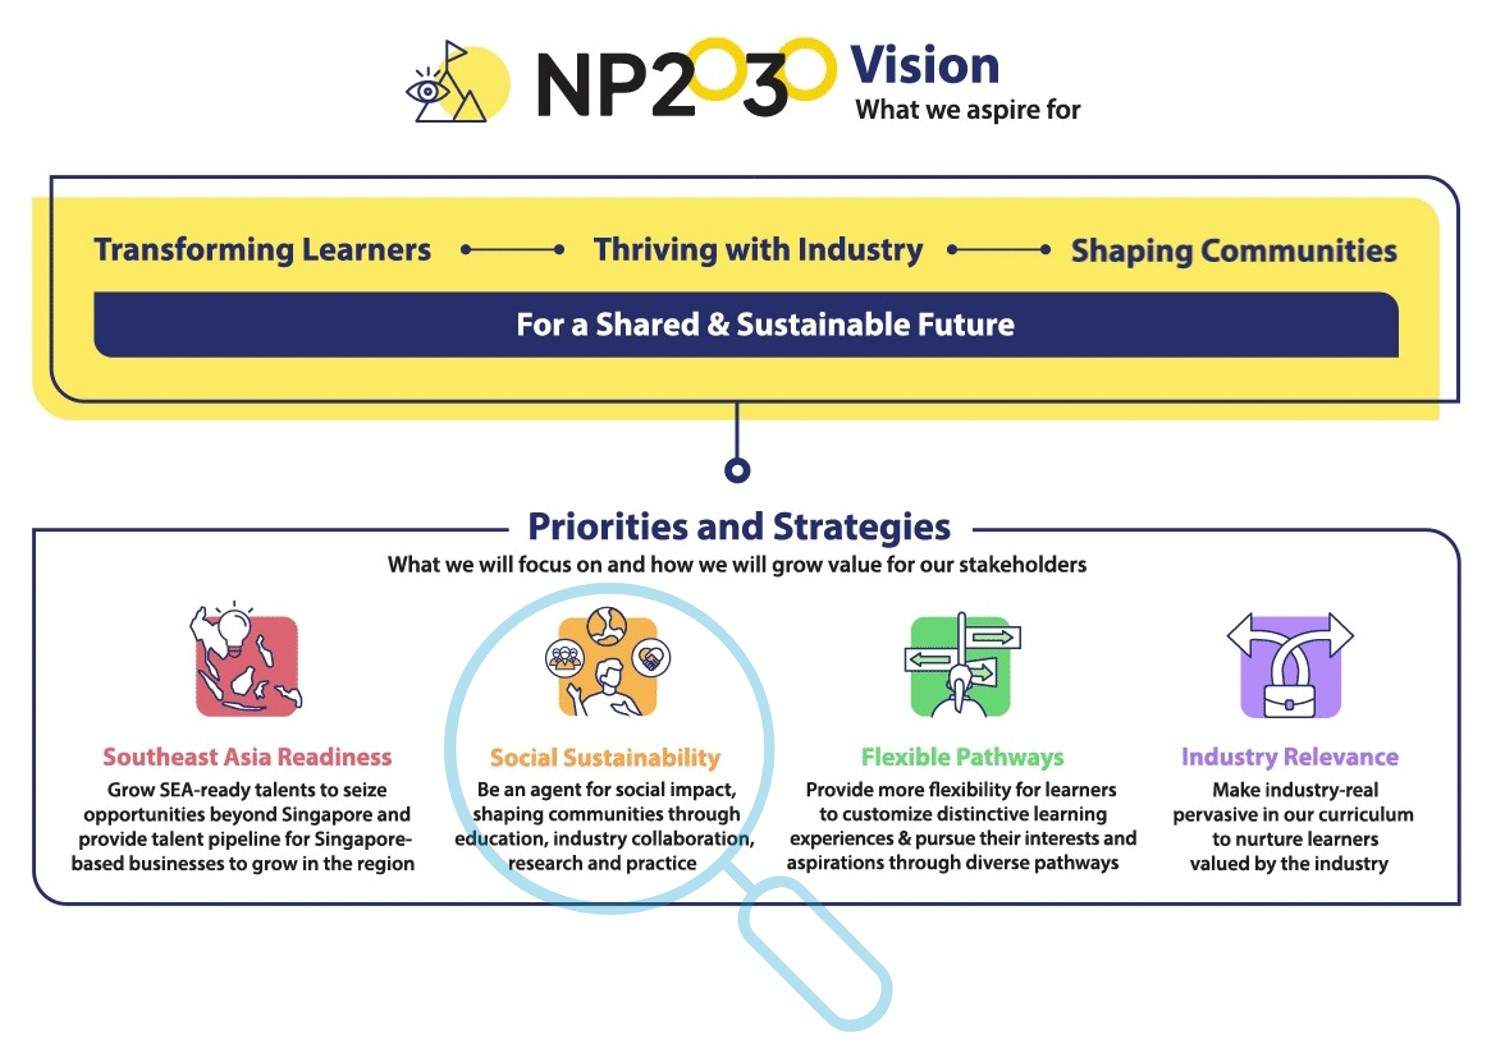 NP2030 Vision
What we aspire for
Transforming Learners
Thriving with Industry
Shaping Communities
For a Shared & Sustainable Future
Priorities and Strategies
What we will focus on and how we will grow value for our stakeholders
Southeast Asia Readiness
Grow SEA-ready talents to seize
opportunities beyond Singapore and
provide talent pipeline for Singapore-
based businesses to grow in the region
Social Sustainability
Be an agent for social impact,
shaping communities through
education, industry collaboration,
research and practice
Flexible Pathways
Provide more flexibility for learners
to customize distinctive learning
experiences & pursue their interests and
aspirations through diverse pathways
Industry Relevance
Make industry-real
pervasive in our curriculum
to nurture learners
valued by the industry